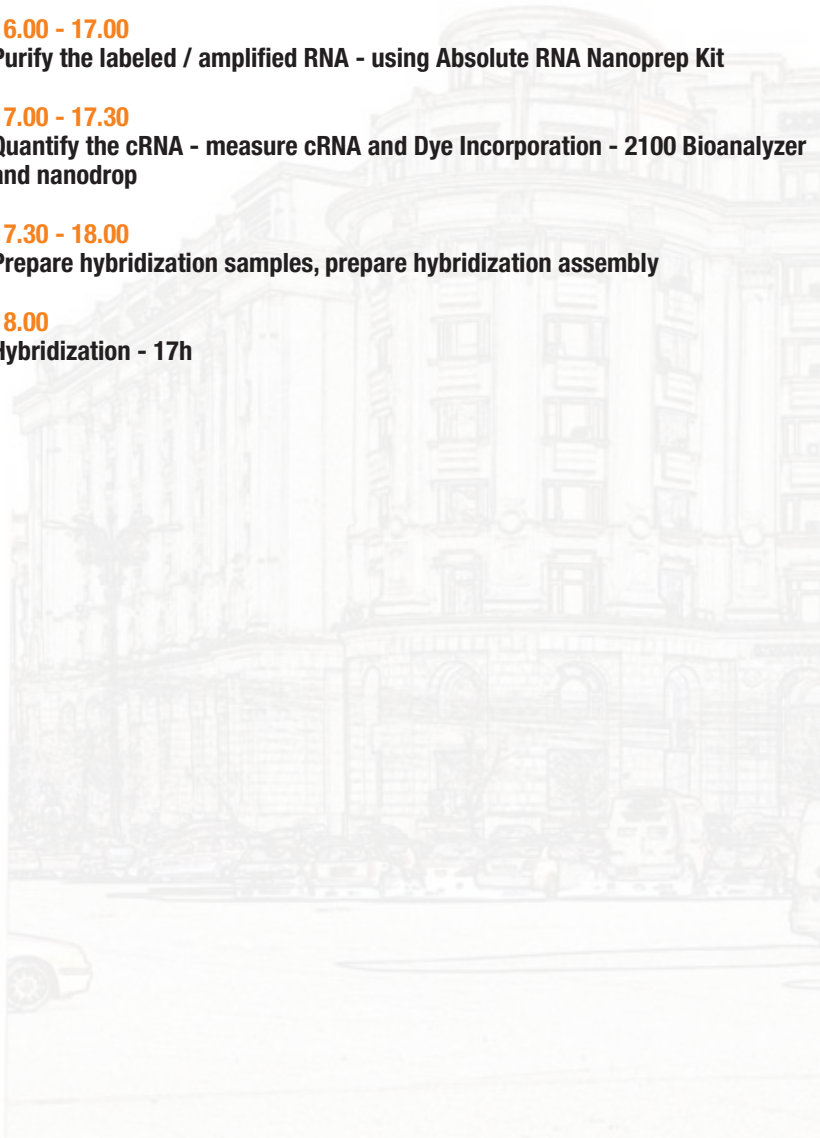 6.00 - 17.00
Purify the labeled / amplified RNA - using Absolute RNA Nanoprep Kit
7.00 - 17.30
Quantify the cRNA - measure cRNA and Dye Incorporation - 2100 Bioanalyzer
and nanodrop
7.30 - 18.00
Prepare hybridization samples, prepare hybridization assembly
8.00
Hybridization - 17h